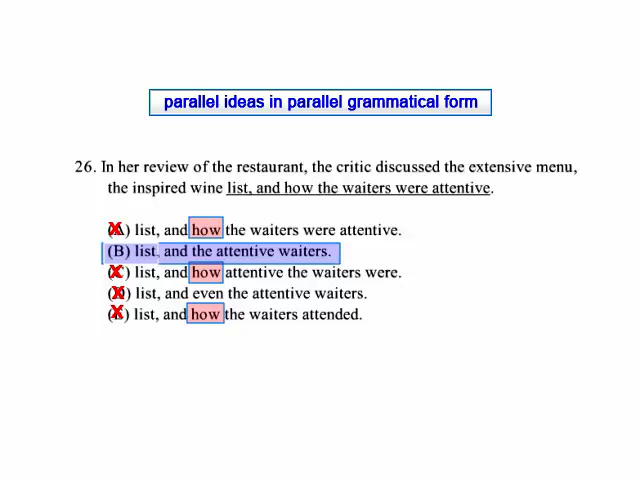 parallel ideas in parallel grammatical form
26. In her review of the restaurant, the critic discussed the extensive menu,
the inspired wine list, and how the waiters were attentive.
(A) list, and how the waiters were attentive.
(B) list, and the attentive waiters.
(C) list, and how attentive the waiters were.
(D) list, and even the attentive waiters.
(E) list, and how the waiters attended.